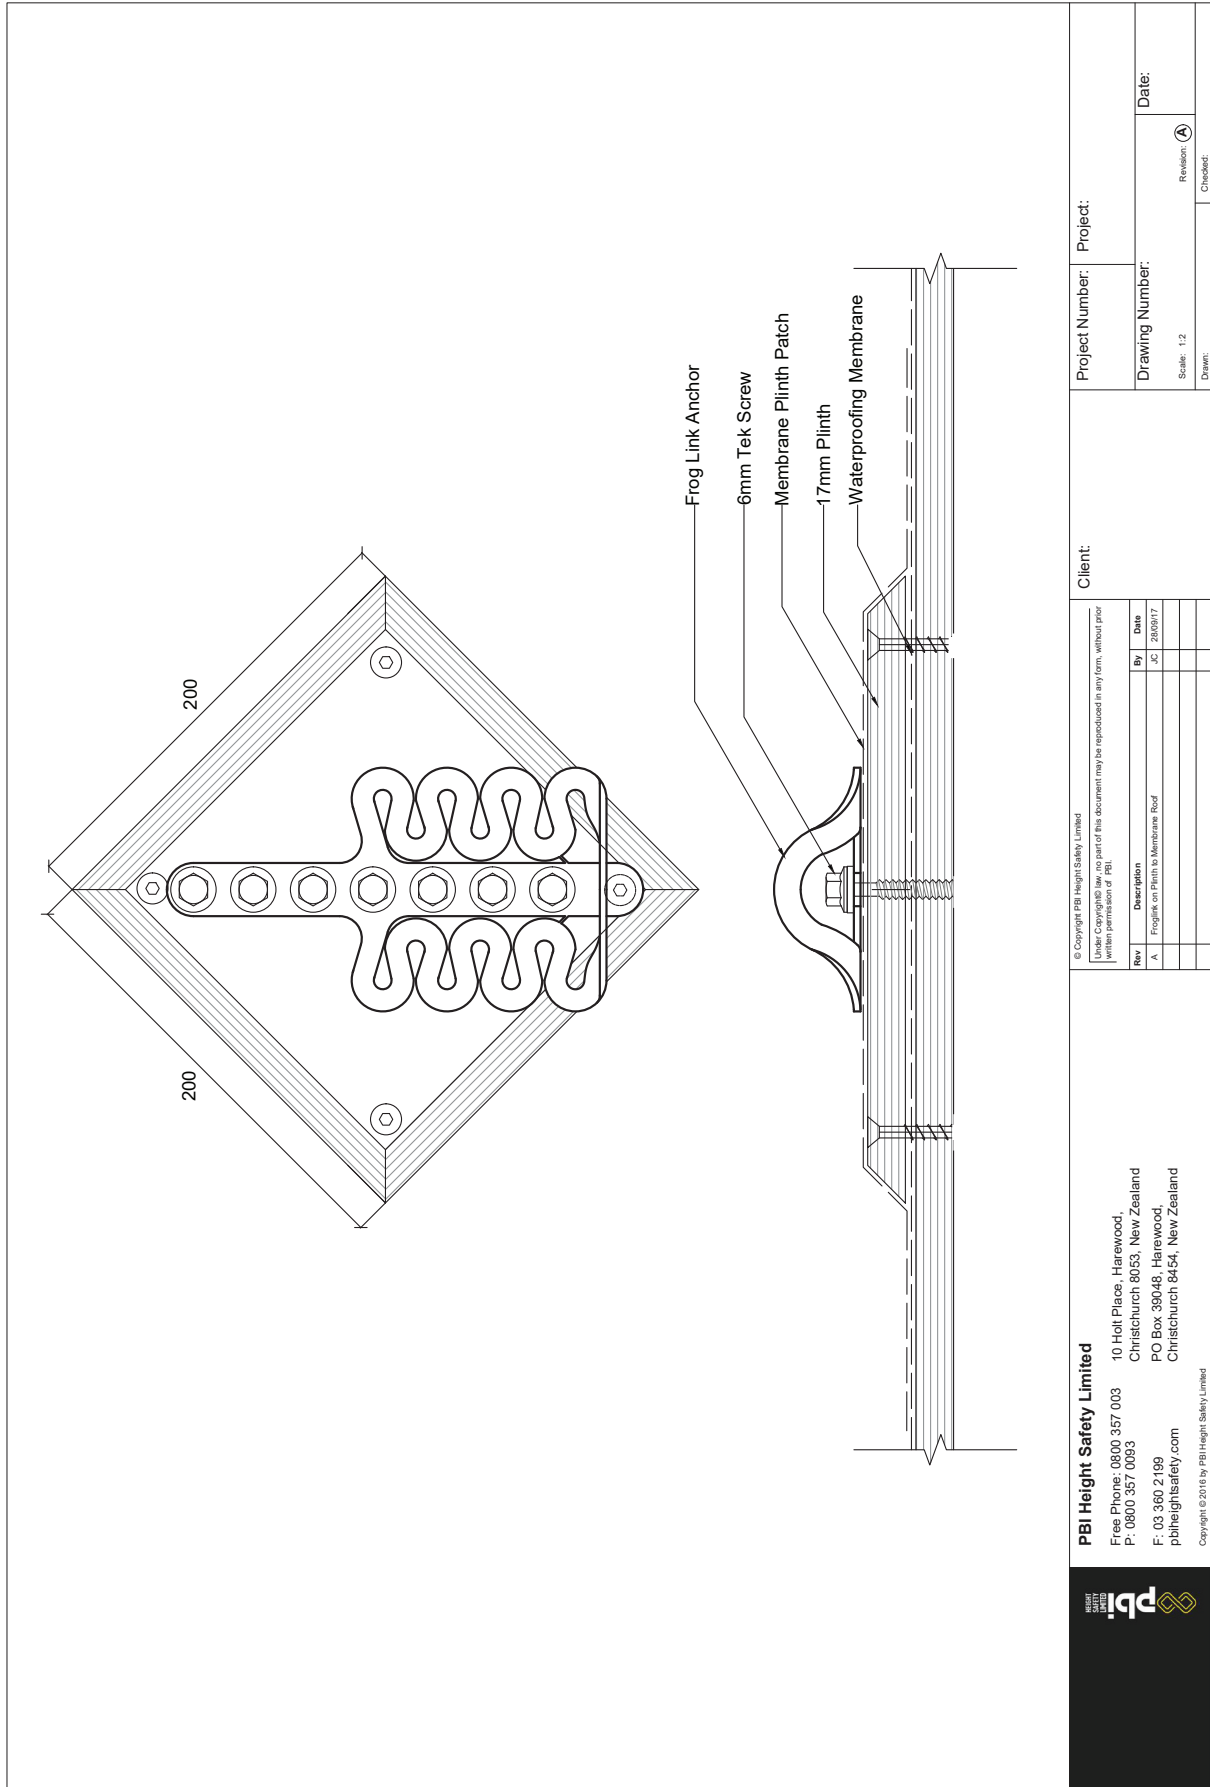 200
200
Frog Link Anchor
6mm Tek Screw
Membrane Plinth Patch
17mm Plinth
Waterproofing Membrane
HEIGHT
SAFETY
LIMITED
pbi
PBI Height Safety Limited
Free Phone: 0800 357 003
P: 0800 357 0093
F: 03 360 2199
pbiheightsafety.com
10 Holt Place, Harewood,
Christchurch 8053, New Zealand
PO Box 39048, Harewood,
Christchurch 8454, New Zealand
Copyright © 2016 by PBI Height Safety Limited
© Copyright PBI Height Safety Limited
Under Copyright© law, no part of this document may be reproduced in any form, without prior
written permission of PBI.
Rev Description By Date
A Froglink on Plinth to Membrane Roof JC 28/09/17
Client:
Project Number:
Project:
Drawing Number:
Date:
Scale: 1:2
Revision: A
Drawn:
Checked: